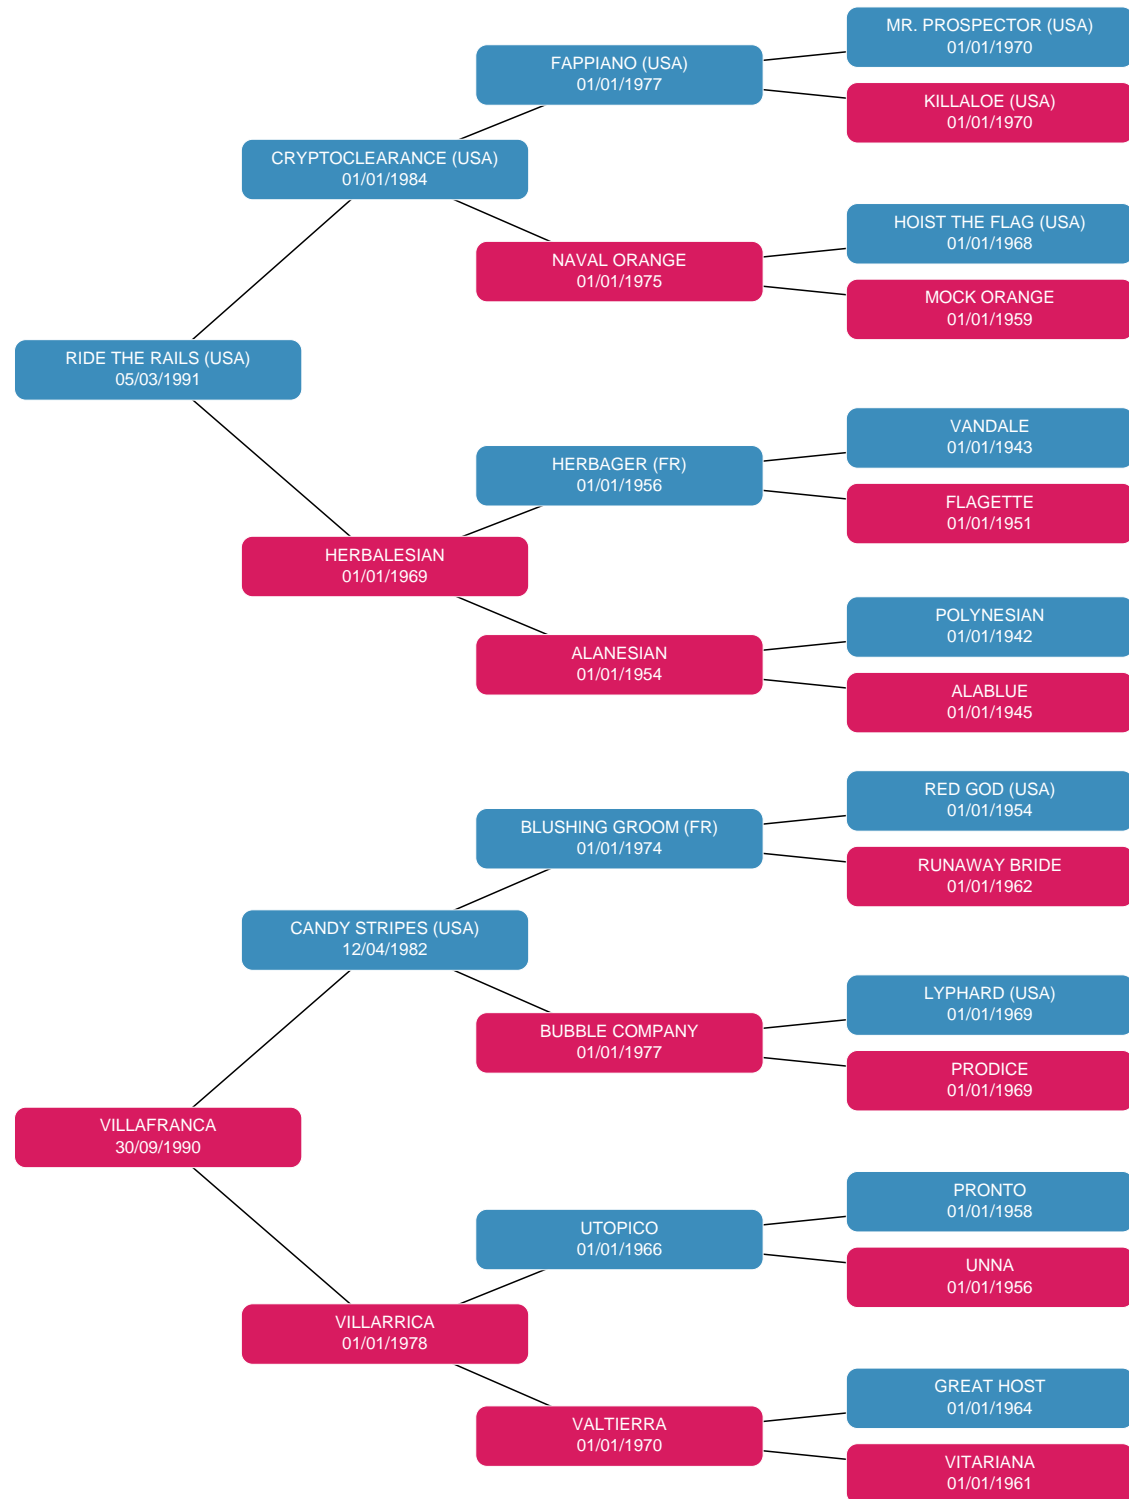 MR. PROSPECTOR (USA)
01/01/1970
FAPPIANO (USA)
01/01/1977
KILLALOE (USA)
01/01/1970
CRYPTOCLEARANCE (USA)
01/01/1984
HOIST THE FLAG (USA)
01/01/1968
NAVAL ORANGE
01/01/1975
MOCK ORANGE
01/01/1959
RIDE THE RAILS (USA)
05/03/1991
VANDALE
01/01/1943
HERBAGER (FR)
01/01/1956
FLAGETTE
01/01/1951
HERBALESIAN
01/01/1969
POLYNESIAN
01/01/1942
ALANESIAN
01/01/1954
ALABLUE
01/01/1945
RED GOD (USA)
01/01/1954
BLUSHING GROOM (FR)
01/01/1974
RUNAWAY BRIDE
01/01/1962
CANDY STRIPES (USA)
12/04/1982
LYPHARD (USA)
01/01/1969
BUBBLE COMPANY
01/01/1977
PRODICE
01/01/1969
VILLAFRANCA
30/09/1990
PRONTO
01/01/1958
UTOPICO
01/01/1966
UNNA
01/01/1956
VILLARRICA
01/01/1978
GREAT HOST
01/01/1964
VALTIERRA
01/01/1970
VITARIANA
01/01/1961